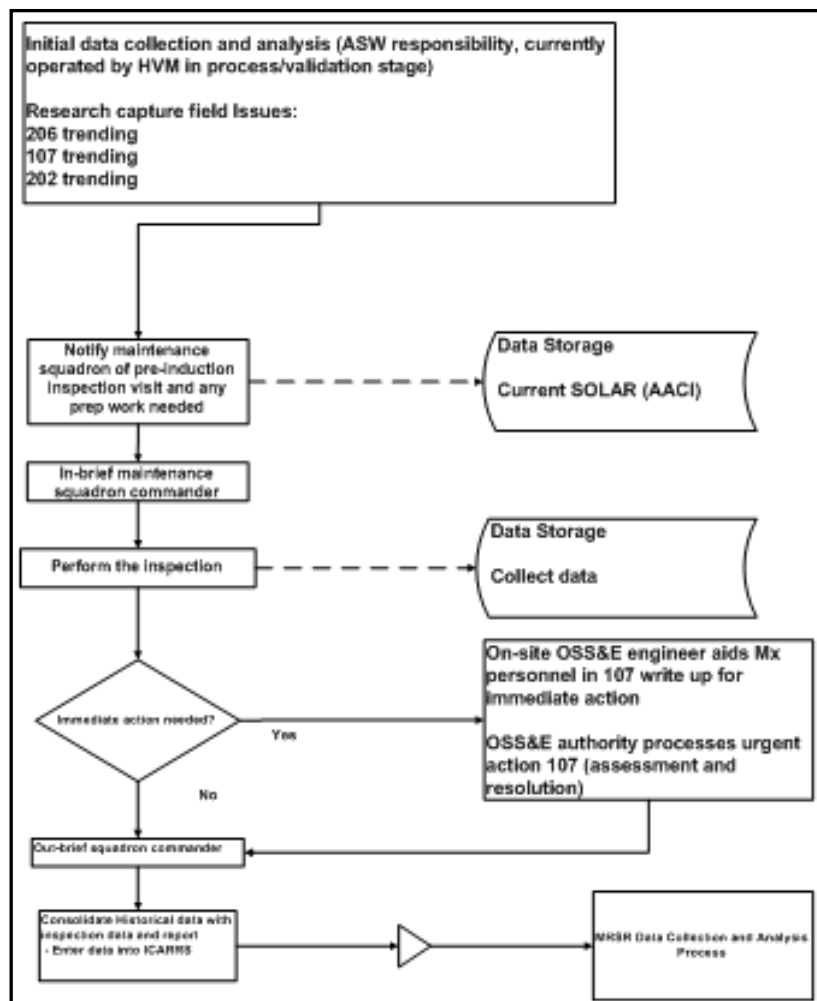 Initial data collection and analysis (ASW responsibility, currently
operated by HVM in process/validation stage)
Research capture field Issues:
206 trending
107 trending
202 trending
Notify maintenance
squadron of pre-induction
inspection visit and any
prep work needed
Data Storage
Current SOLAR (AACI)
In-brief maintenance
squadron commander
Perform the inspection
Data Storage
Collect data
Immediate action needed?
Yes
No
On-site OSS&E engineer aids Mx
personnel in 107 write up for
immediate action
OSS&E authority processes urgent
action 107 (assessment and
resolution)
Out-brief squadron commander
Consolidate Historical data with
inspection data and report
- Enter data into ICARRS
MRSR Data Collection and Analysis
Process